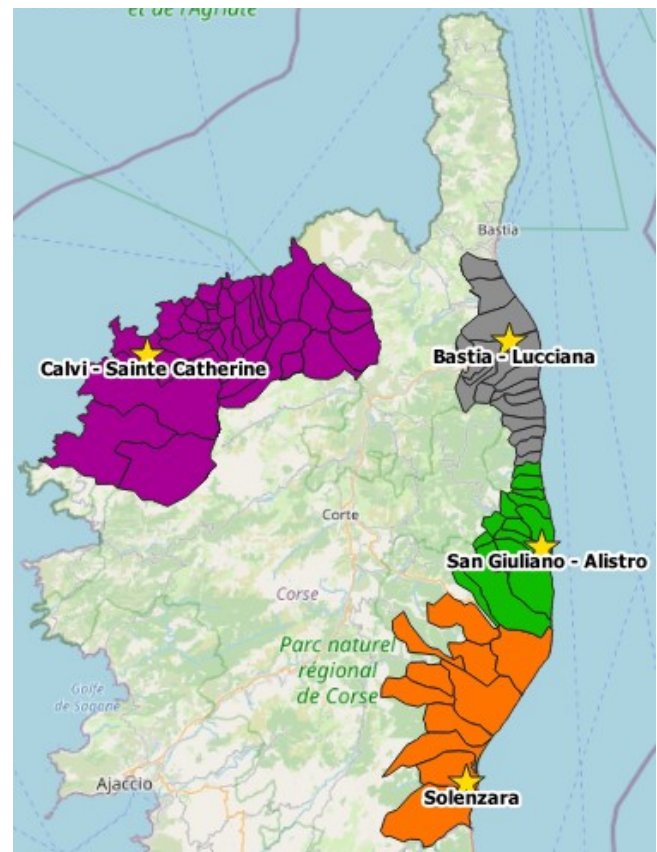 et de l'Agriate
Bastia
Bastia - Lucciana
Calvi - Sainte Catherine
Corte
San Giuliano - Alistro
Corse
Parc naturel
régional
de Corse
Golfe
de Sagone
Ajaccio
Solenzara